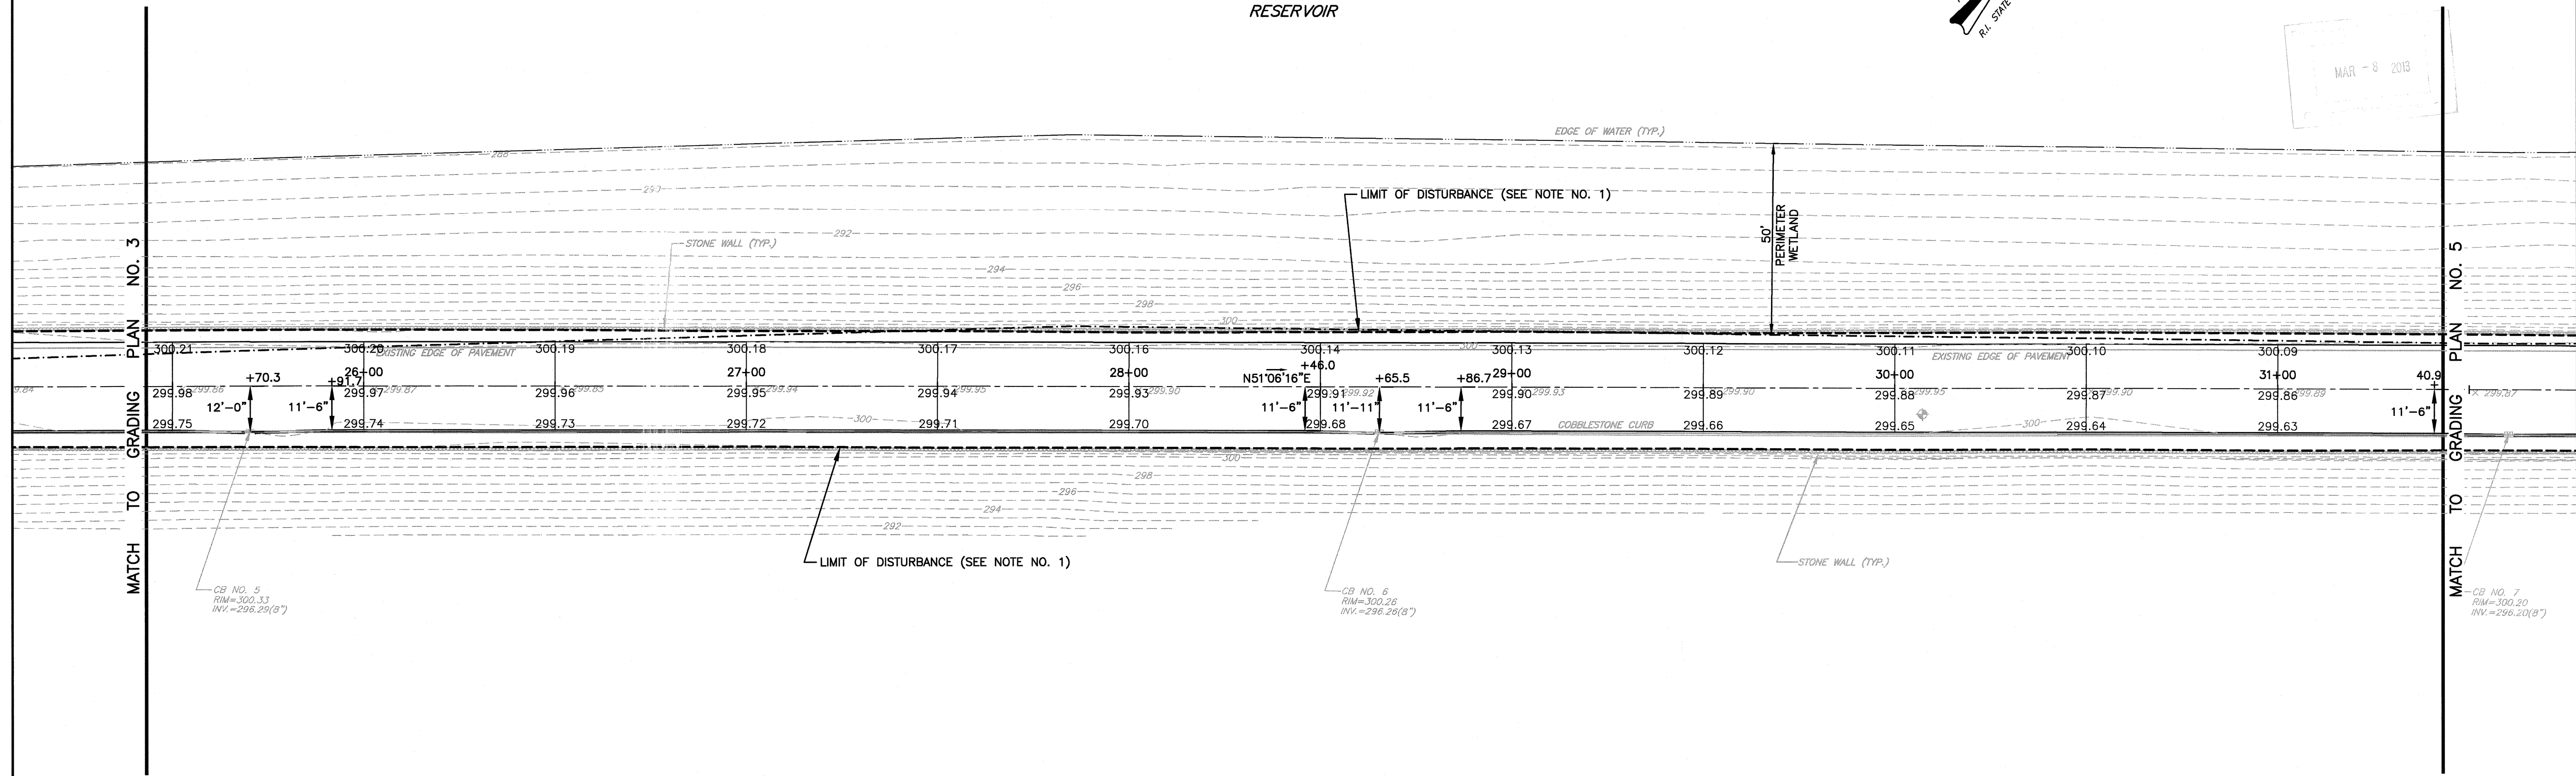 RESERVOIR
R.I. STATE
MAR - 8 2013
EDGE OF WATER (TYP.)
288
290
LIMIT OF DISTURBANCE (SEE NOTE NO. 1)
50'
PERIMETER
WETLAND
292
STONE WALL (TYP.)
294
296
298
300
MATCH TO GRADING PLAN NO. 3
MATCH TO GRADING PLAN NO. 5
300.21 300.20 300.19 300.18 300.17 300.16 300.14 300.13 300.12 300.11 300.10 300.09
300
EXISTING EDGE OF PAVEMENT
EXISTING EDGE OF PAVEMENT
+70.3 +91.7 26+00 27+00 28+00 N51°06'16"E +46.0 +65.5 +86.7 29+00 30+00 31+00 40.9
9.84 299.86 299.87 299.85 299.94 299.95 299.90 299.92 299.93 299.90 299.95 299.90 299.89 299.87
299.98 299.97 299.96 299.95 299.94 299.93 299.91 299.90 299.89 299.88 299.87 299.86
12'-0" 11'-6" 11'-6" 11'-11" 11'-6" 11'-6"
299.75 299.74 299.73 299.72 299.71 299.70 299.68 299.67 299.66 299.65 299.64 299.63
300
COBBLESTONE CURB
300
300
298
296
294
292
LIMIT OF DISTURBANCE (SEE NOTE NO. 1)
STONE WALL (TYP.)
CB NO. 5
RIM=300.33
INV.=296.29(8")
CB NO. 6
RIM=300.26
INV.=296.26(8")
CB NO. 7
RIM=300.20
INV.=296.20(8")